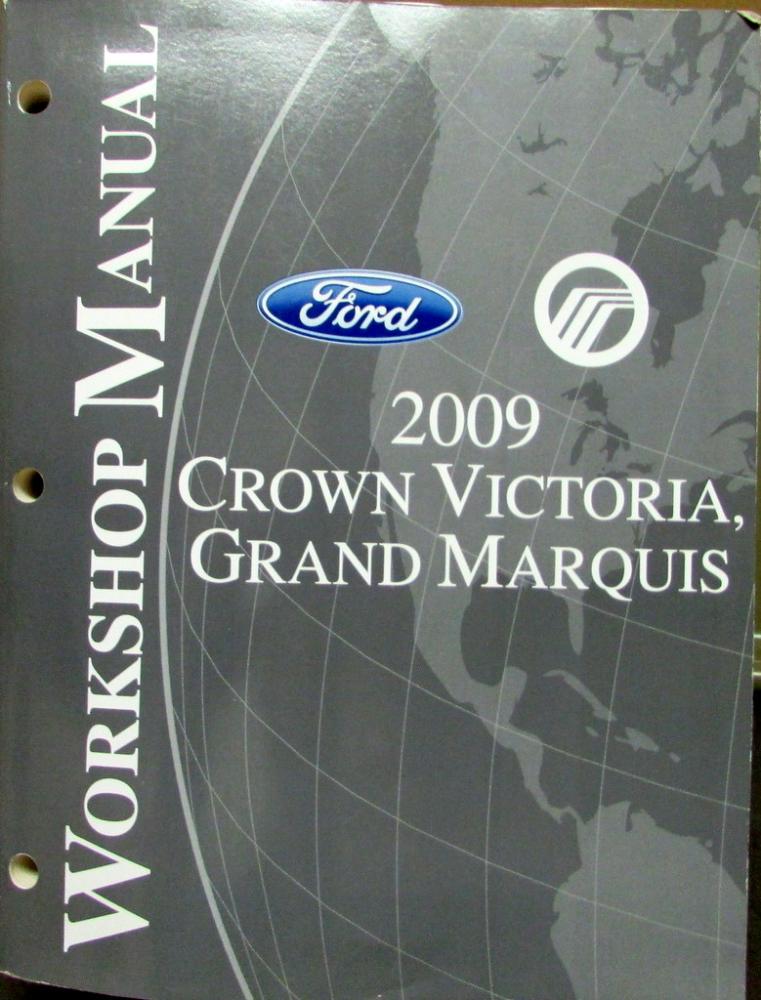 WORKSHOP MANUAL
Ford
2009
CROWN VICTORIA,
GRAND MARQUIS